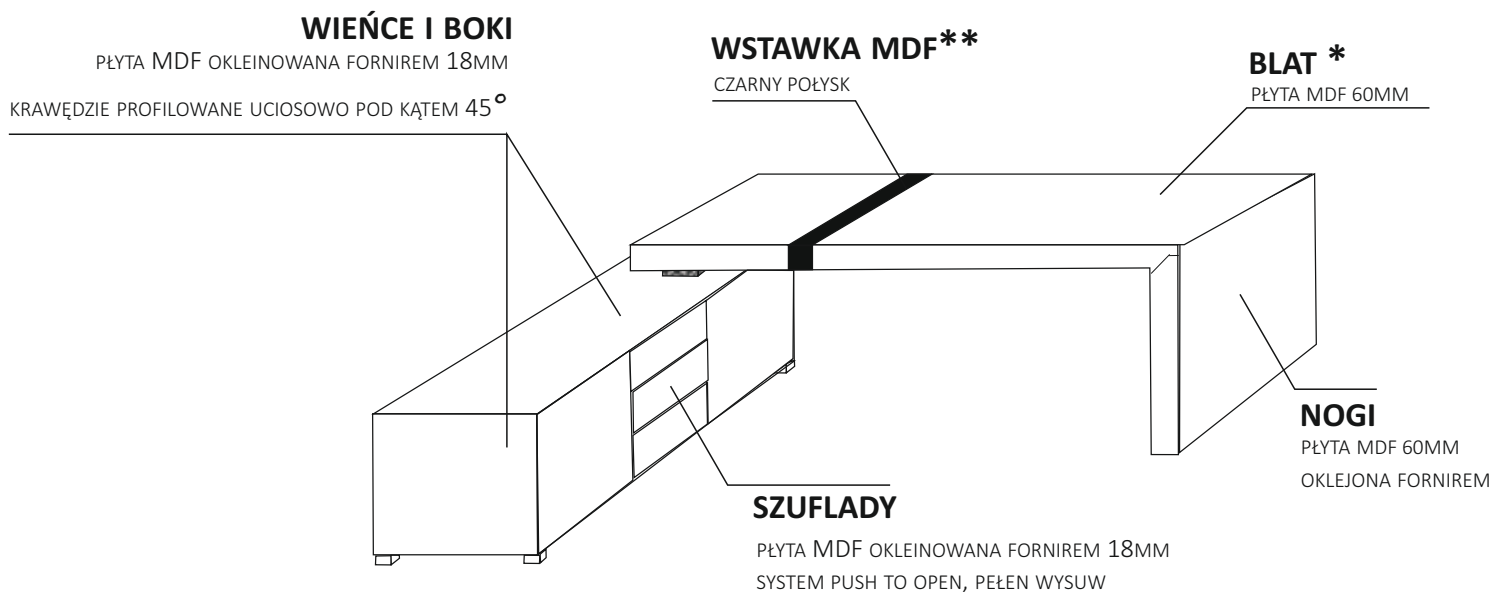 WIEŃCE I BOKI
PŁYTA MDF OKLEINOWANA FORNIREM 18MM
KRAWĘDZIE PROFILOWANE UCIOSOWO POD KĄTEM 45°
WSTAWKA MDF**
CZARNY POŁYSK
BLAT *
PŁYTA MDF 60MM
NOGI
PŁYTA MDF 60MM
OKLEJONA FORNIREM
SZUFLADY
PŁYTA MDF OKLEINOWANA FORNIREM 18MM
SYSTEM PUSH TO OPEN, PEŁEN WYSUW